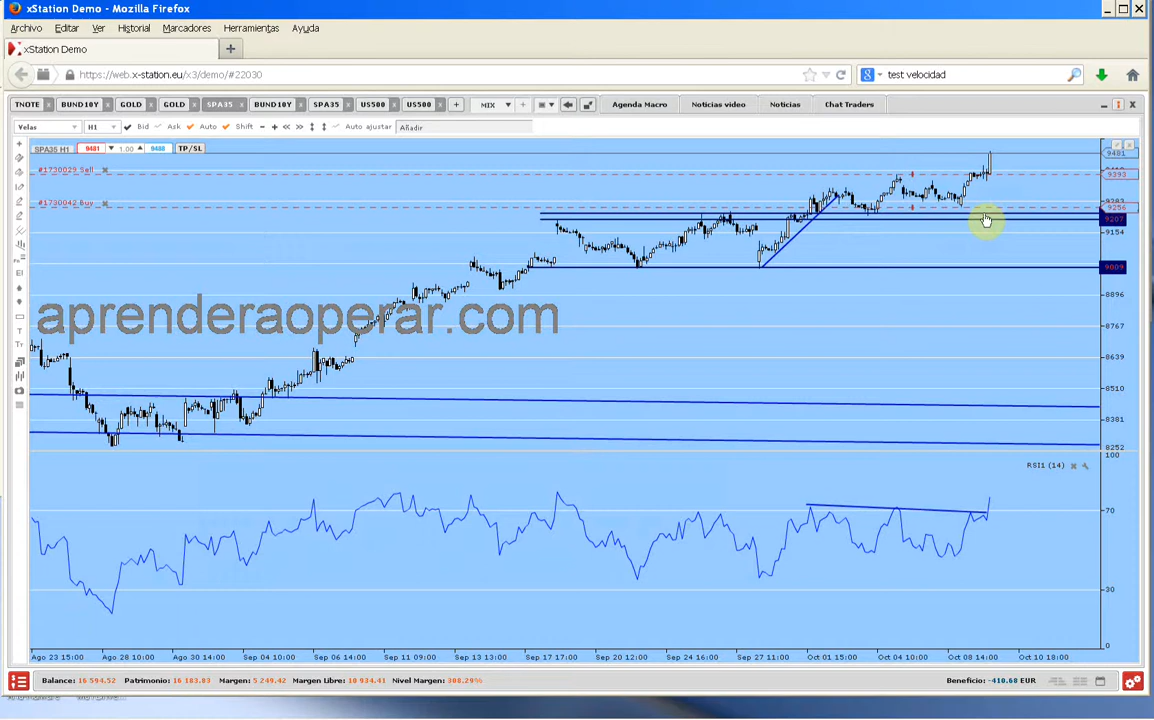 xStation Demo - Mozilla Firefox
Archivo Editar Ver Historial Marcadores Herramientas Ayuda
xStation Demo
https://web.x-station.eu/x3/demo/#22030
test velocidad
TNOTE BUND10Y GOLD GOLD SPA35 BUND10Y SPA35 US500 US500 + MIX Agenda Macro Noticias video Noticias Chat Traders
Velas H1 Bid Ask Auto Shift Auto ajustar Añadir
SPA35 H1 9481 1.00 9488 TP/SL
9481
#1730029 Sell
9393
#1730042 Buy
9256
9207
9154
9009
8896
aprenderaoperar.com
8767
8639
8510
8381
8252
100
RSI1 (14)
70
30
0
Ago 23 15:00 Ago 28 10:00 Ago 30 14:00 Sep 04 10:00 Sep 06 14:00 Sep 11 09:00 Sep 13 13:00 Sep 17 17:00 Sep 20 12:00 Sep 24 16:00 Sep 27 11:00 Oct 01 15:00 Oct 04 10:00 Oct 08 14:00 Oct 10 18:00
Balance: 16 594.52 Patrimonio: 16 183.83 Margen: 5 249.42 Margen Libre: 10 934.41 Nivel Margen: 308.29% Beneficio: -410.68 EUR